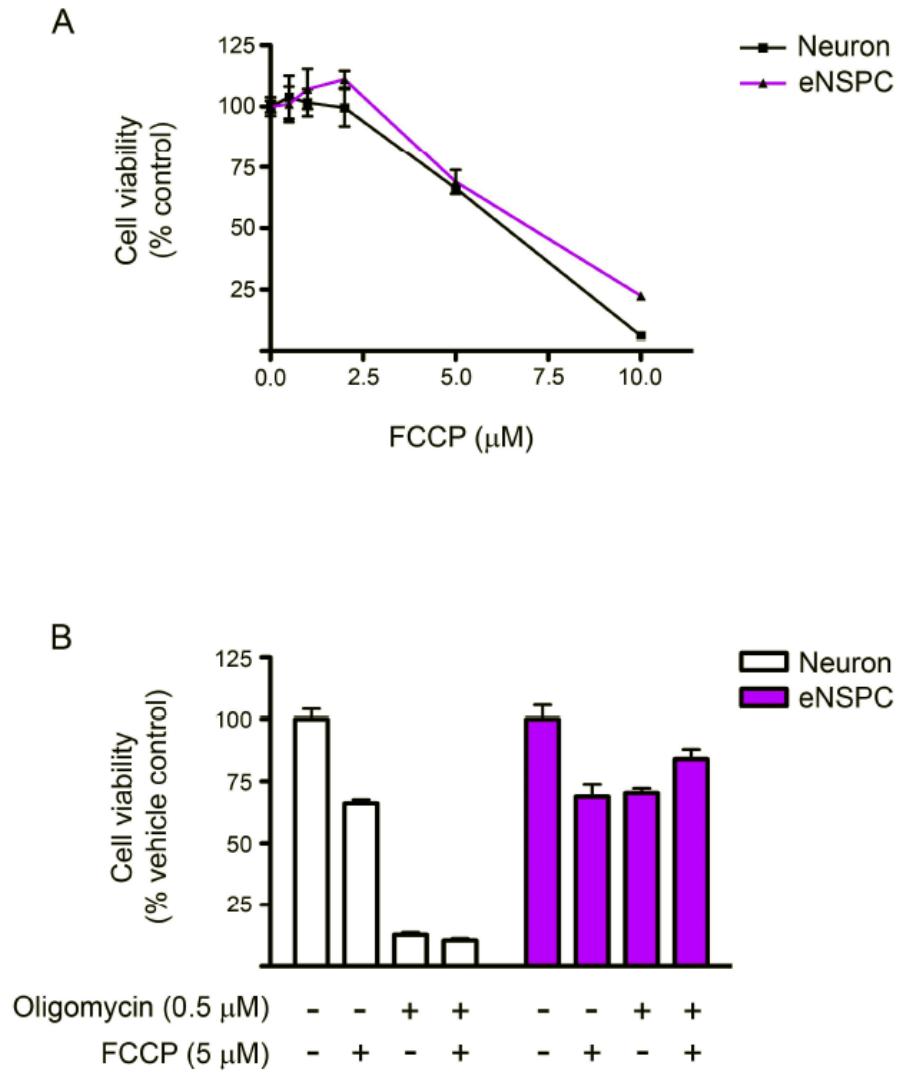 A
125
100
75
50
25
Cell viability
(% control)
0.0 2.5 5.0 7.5 10.0
FCCP (μM)
Neuron
eNSPC
B
125
100
75
50
25
Cell viability
(% vehicle control)
Neuron
eNSPC
Oligomycin (0.5 μM) - - + + - - + +
FCCP (5 μM) - + - + - + - +